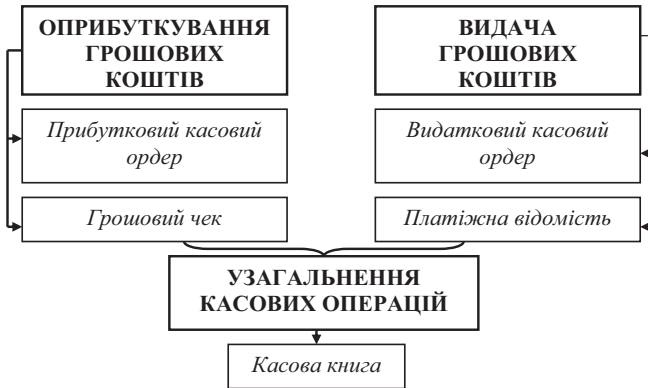 ОПРИБУТКУВАННЯ
ГРОШОВИХ
КОШТІВ
Прибутковий касовий
ордер
Грошовий чек
ВИДАЧА
ГРОШОВИХ
КОШТІВ
Видатковий касовий
ордер
Платіжна відомість
УЗАГАЛЬНЕННЯ
КАСОВИХ ОПЕРАЦІЙ
Касова книга